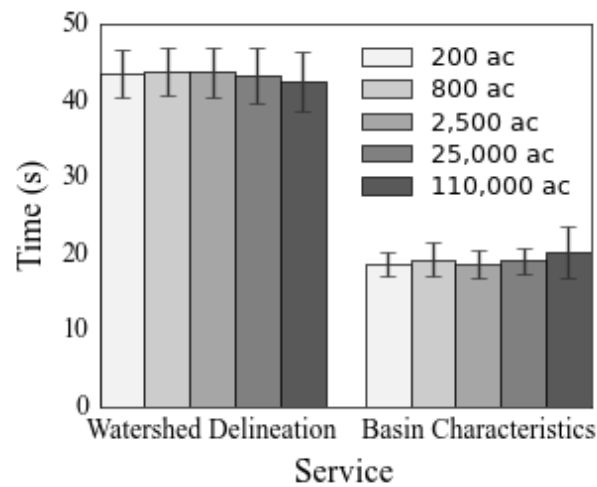 50
40
30
20
10
0
Time (s)
200 ac
800 ac
2,500 ac
25,000 ac
110,000 ac
Watershed Delineation
Basin Characteristics
Service